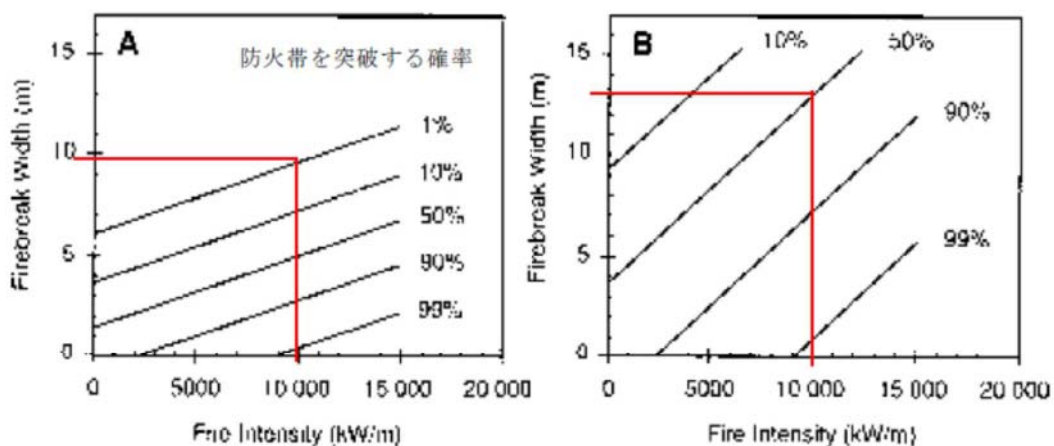 A
防火帯を突破する確率
Firebreak Width (m)
15
10
5
0
1%
10%
50%
90%
99%
0 5000 10 000 15 000 20 000
Fire Intensity (kW/m)
B
Firebreak Width (m)
15
10
5
0
10%
50%
90%
99%
0 5000 10 000 15 000 20 000
Fire Intensity (kW/m)